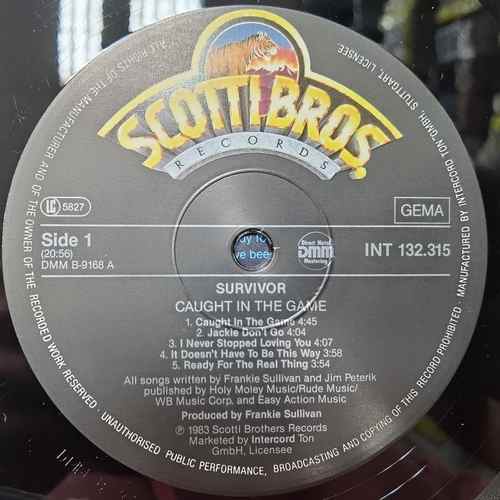 SCOTTI BROS.
RECORDS
LC 5827
GEMA
Side 1
(20:56)
DMM B-9168 A
Direct Metal
DMM
Mastering
INT 132.315
SURVIVOR
CAUGHT IN THE GAME
1. Caught In The Game 4:45
2. Jackie Don't Go 4:04
3. I Never Stopped Loving You 4:07
4. It Doesn't Have To Be This Way 3:58
5. Ready For The Real Thing 3:54
All songs written by Frankie Sullivan and Jim Peterik
published by Holy Moley Music/Rude Music/
WB Music Corp. and Easy Action Music
Produced by Frankie Sullivan
℗ 1983 Scotti Brothers Records
Marketed by Intercord Ton
GmbH, Licensee
ALL RIGHTS OF THE MANUFACTURER AND OF THE OWNER OF THE RECORDED WORK RESERVED. UNAUTHORISED PUBLIC PERFORMANCE, BROADCASTING AND COPYING OF THIS RECORD PROHIBITED. MANUFACTURED BY INTERCORD TON GMBH, STUTTGART, LICENSEE